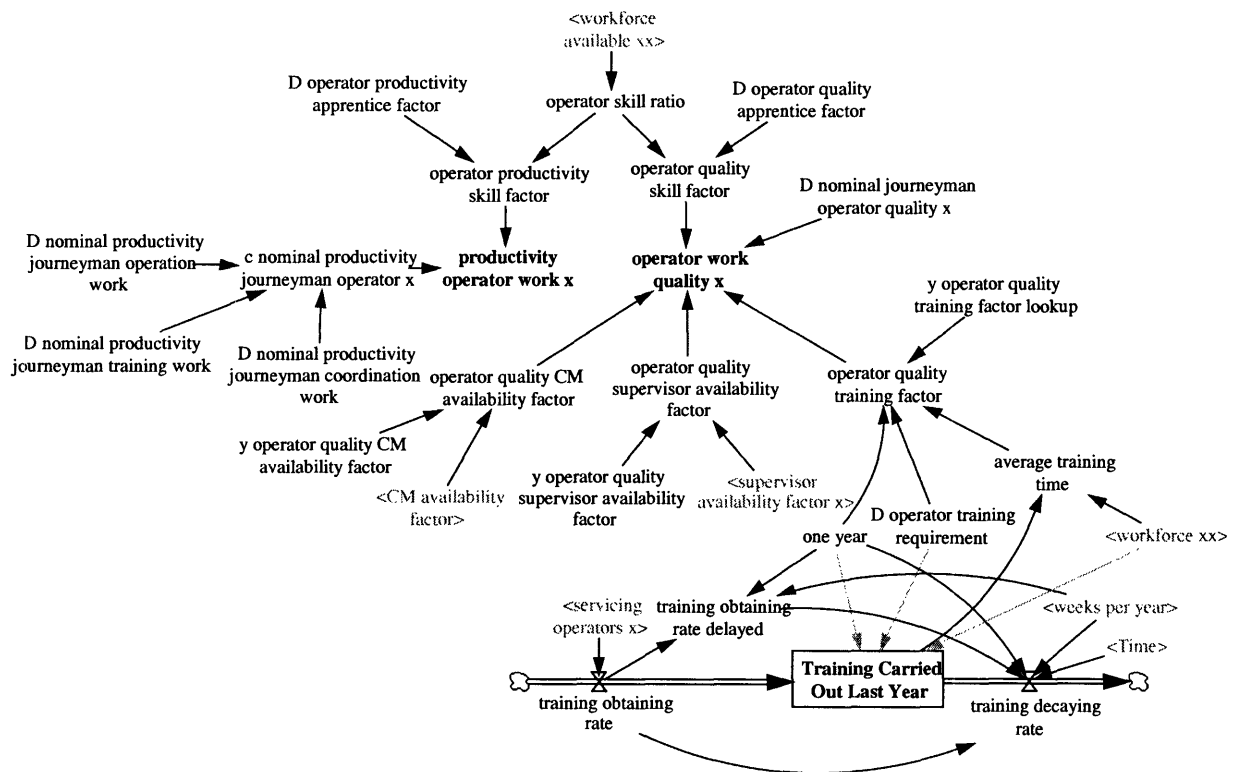 <workforce
available xx>
D operator productivity
apprentice factor
operator skill ratio
D operator quality
apprentice factor
operator productivity
skill factor
operator quality
skill factor
D nominal journeyman
operator quality x
D nominal productivity
journeyman operation
work
c nominal productivity
journeyman operator x
productivity
operator work x
operator work
quality x
y operator quality
training factor lookup
D nominal productivity
journeyman training work
D nominal productivity
journeyman coordination
work
operator quality CM
availability factor
operator quality
supervisor availability
factor
operator quality
training factor
y operator quality CM
availability factor
<CM availability
factor>
y operator quality
supervisor availability
factor
<supervisor
availability factor x>
average training
time
D operator training
requirement
one year
<workforce xx>
<servicing
operators x>
training obtaining
rate delayed
<weeks per year>
<Time>
Training Carried
Out Last Year
training obtaining
rate
training decaying
rate